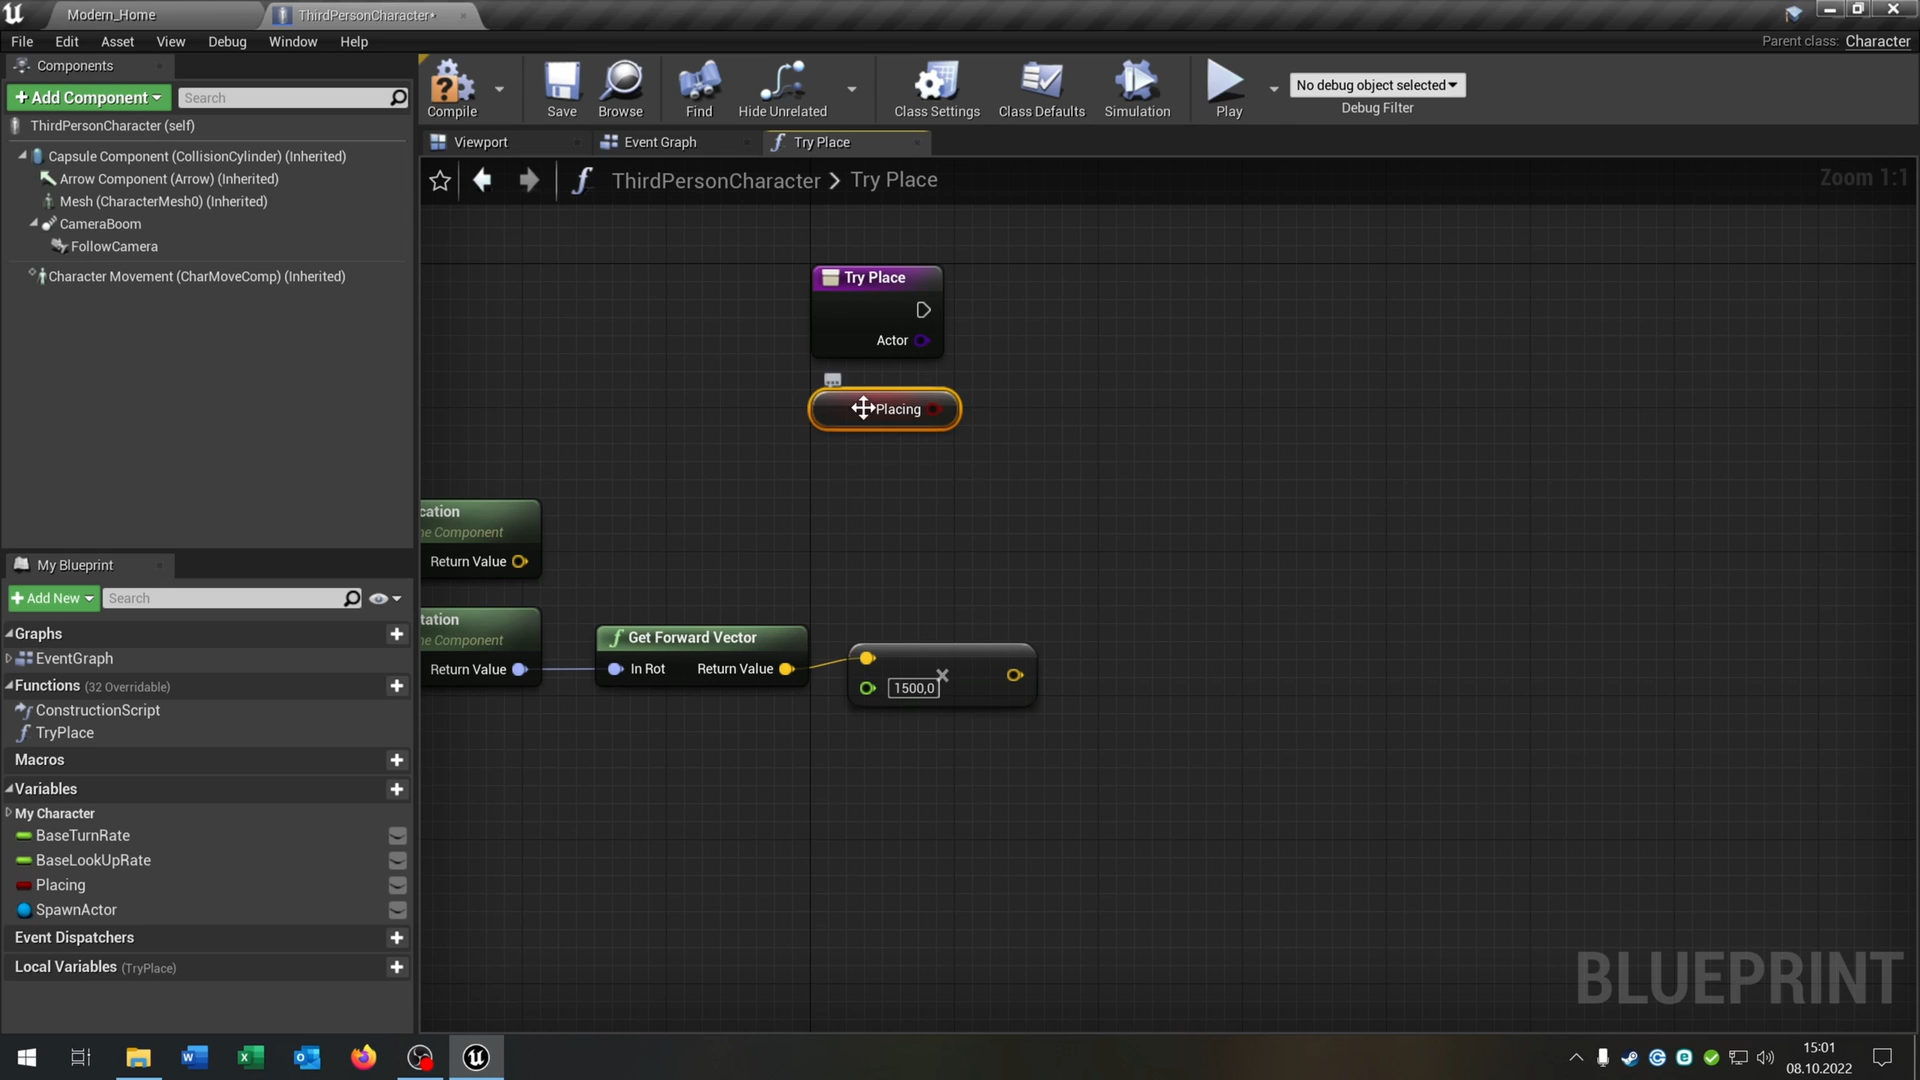 Modern_Home
ThirdPersonCharacter*
File Edit Asset View Debug Window Help
Parent class: Character
Components
+ Add Component
Search
ThirdPersonCharacter (self)
Capsule Component (CollisionCylinder) (Inherited)
Arrow Component (Arrow) (Inherited)
Mesh (CharacterMesh0) (Inherited)
CameraBoom
FollowCamera
Character Movement (CharMoveComp) (Inherited)
Compile
Save
Browse
Find
Hide Unrelated
Class Settings
Class Defaults
Simulation
Play
No debug object selected
Debug Filter
Viewport
Event Graph
Try Place
ThirdPersonCharacter > Try Place
Zoom 1:1
Try Place
Actor
Placing
cation
ne Component
Return Value
tation
ne Component
Return Value
Get Forward Vector
In Rot
Return Value
1500,0
My Blueprint
+ Add New
Search
Graphs
EventGraph
Functions (32 Overridable)
ConstructionScript
TryPlace
Macros
Variables
My Character
BaseTurnRate
BaseLookUpRate
Placing
SpawnActor
Event Dispatchers
Local Variables (TryPlace)
BLUEPRINT
15:01
08.10.2022